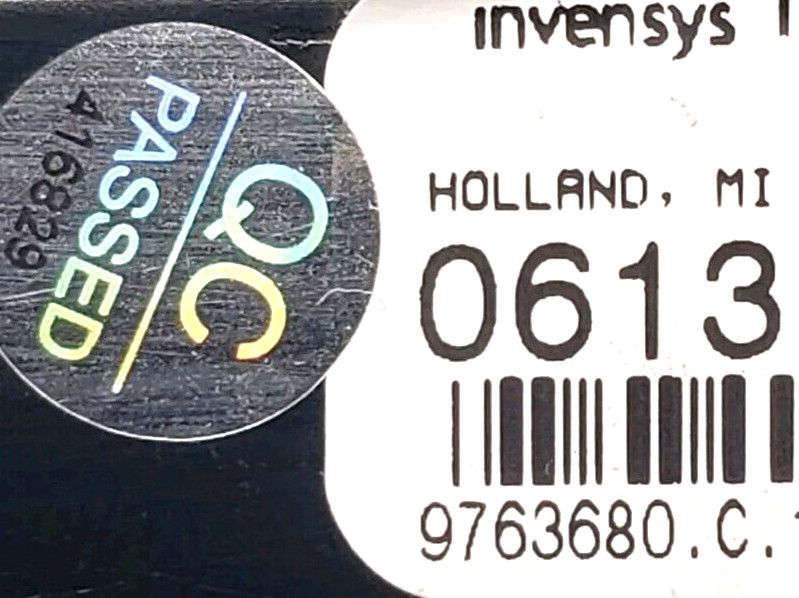 QC
PASSED
416829
invensys
HOLLAND, MI
0613
9763680.C.